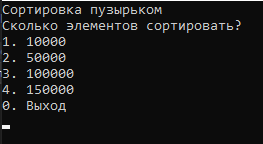 Сортировка пузырьком
Сколько элементов сортировать?
1. 10000
2. 50000
3. 100000
4. 150000
0. Выход